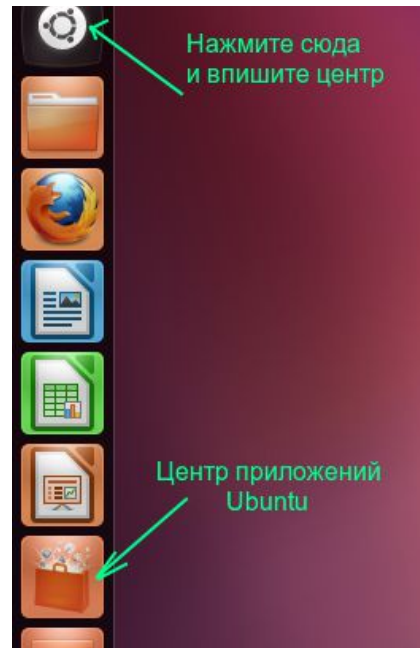 Нажмите сюда
и впишите центр
Центр приложений
Ubuntu